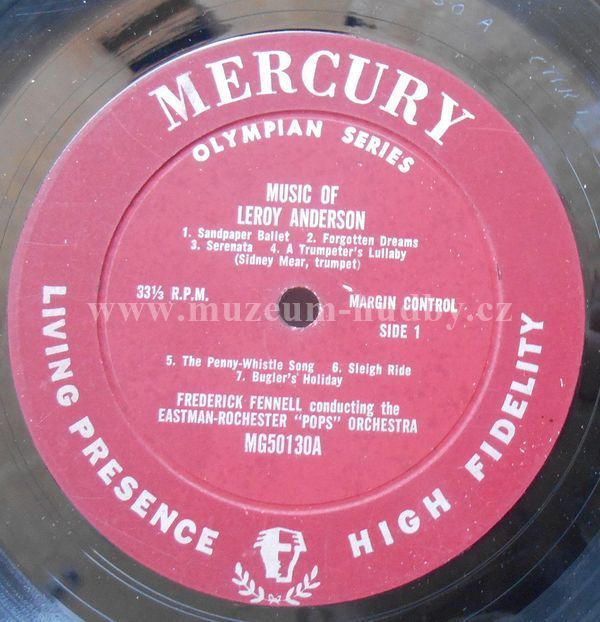 MERCURY
OLYMPIAN SERIES
MUSIC OF
LEROY ANDERSON
1. Sandpaper Ballet 2. Forgotten Dreams
3. Serenata 4. A Trumpeter's Lullaby
(Sidney Mear, trumpet)
33⅓ R.P.M.
MARGIN CONTROL
SIDE 1
www.muzeum-hudby.cz
5. The Penny-Whistle Song 6. Sleigh Ride
7. Bugler's Holiday
FREDERICK FENNELL conducting the
EASTMAN-ROCHESTER "POPS" ORCHESTRA
MG50130A
LIVING PRESENCE
HIGH FIDELITY